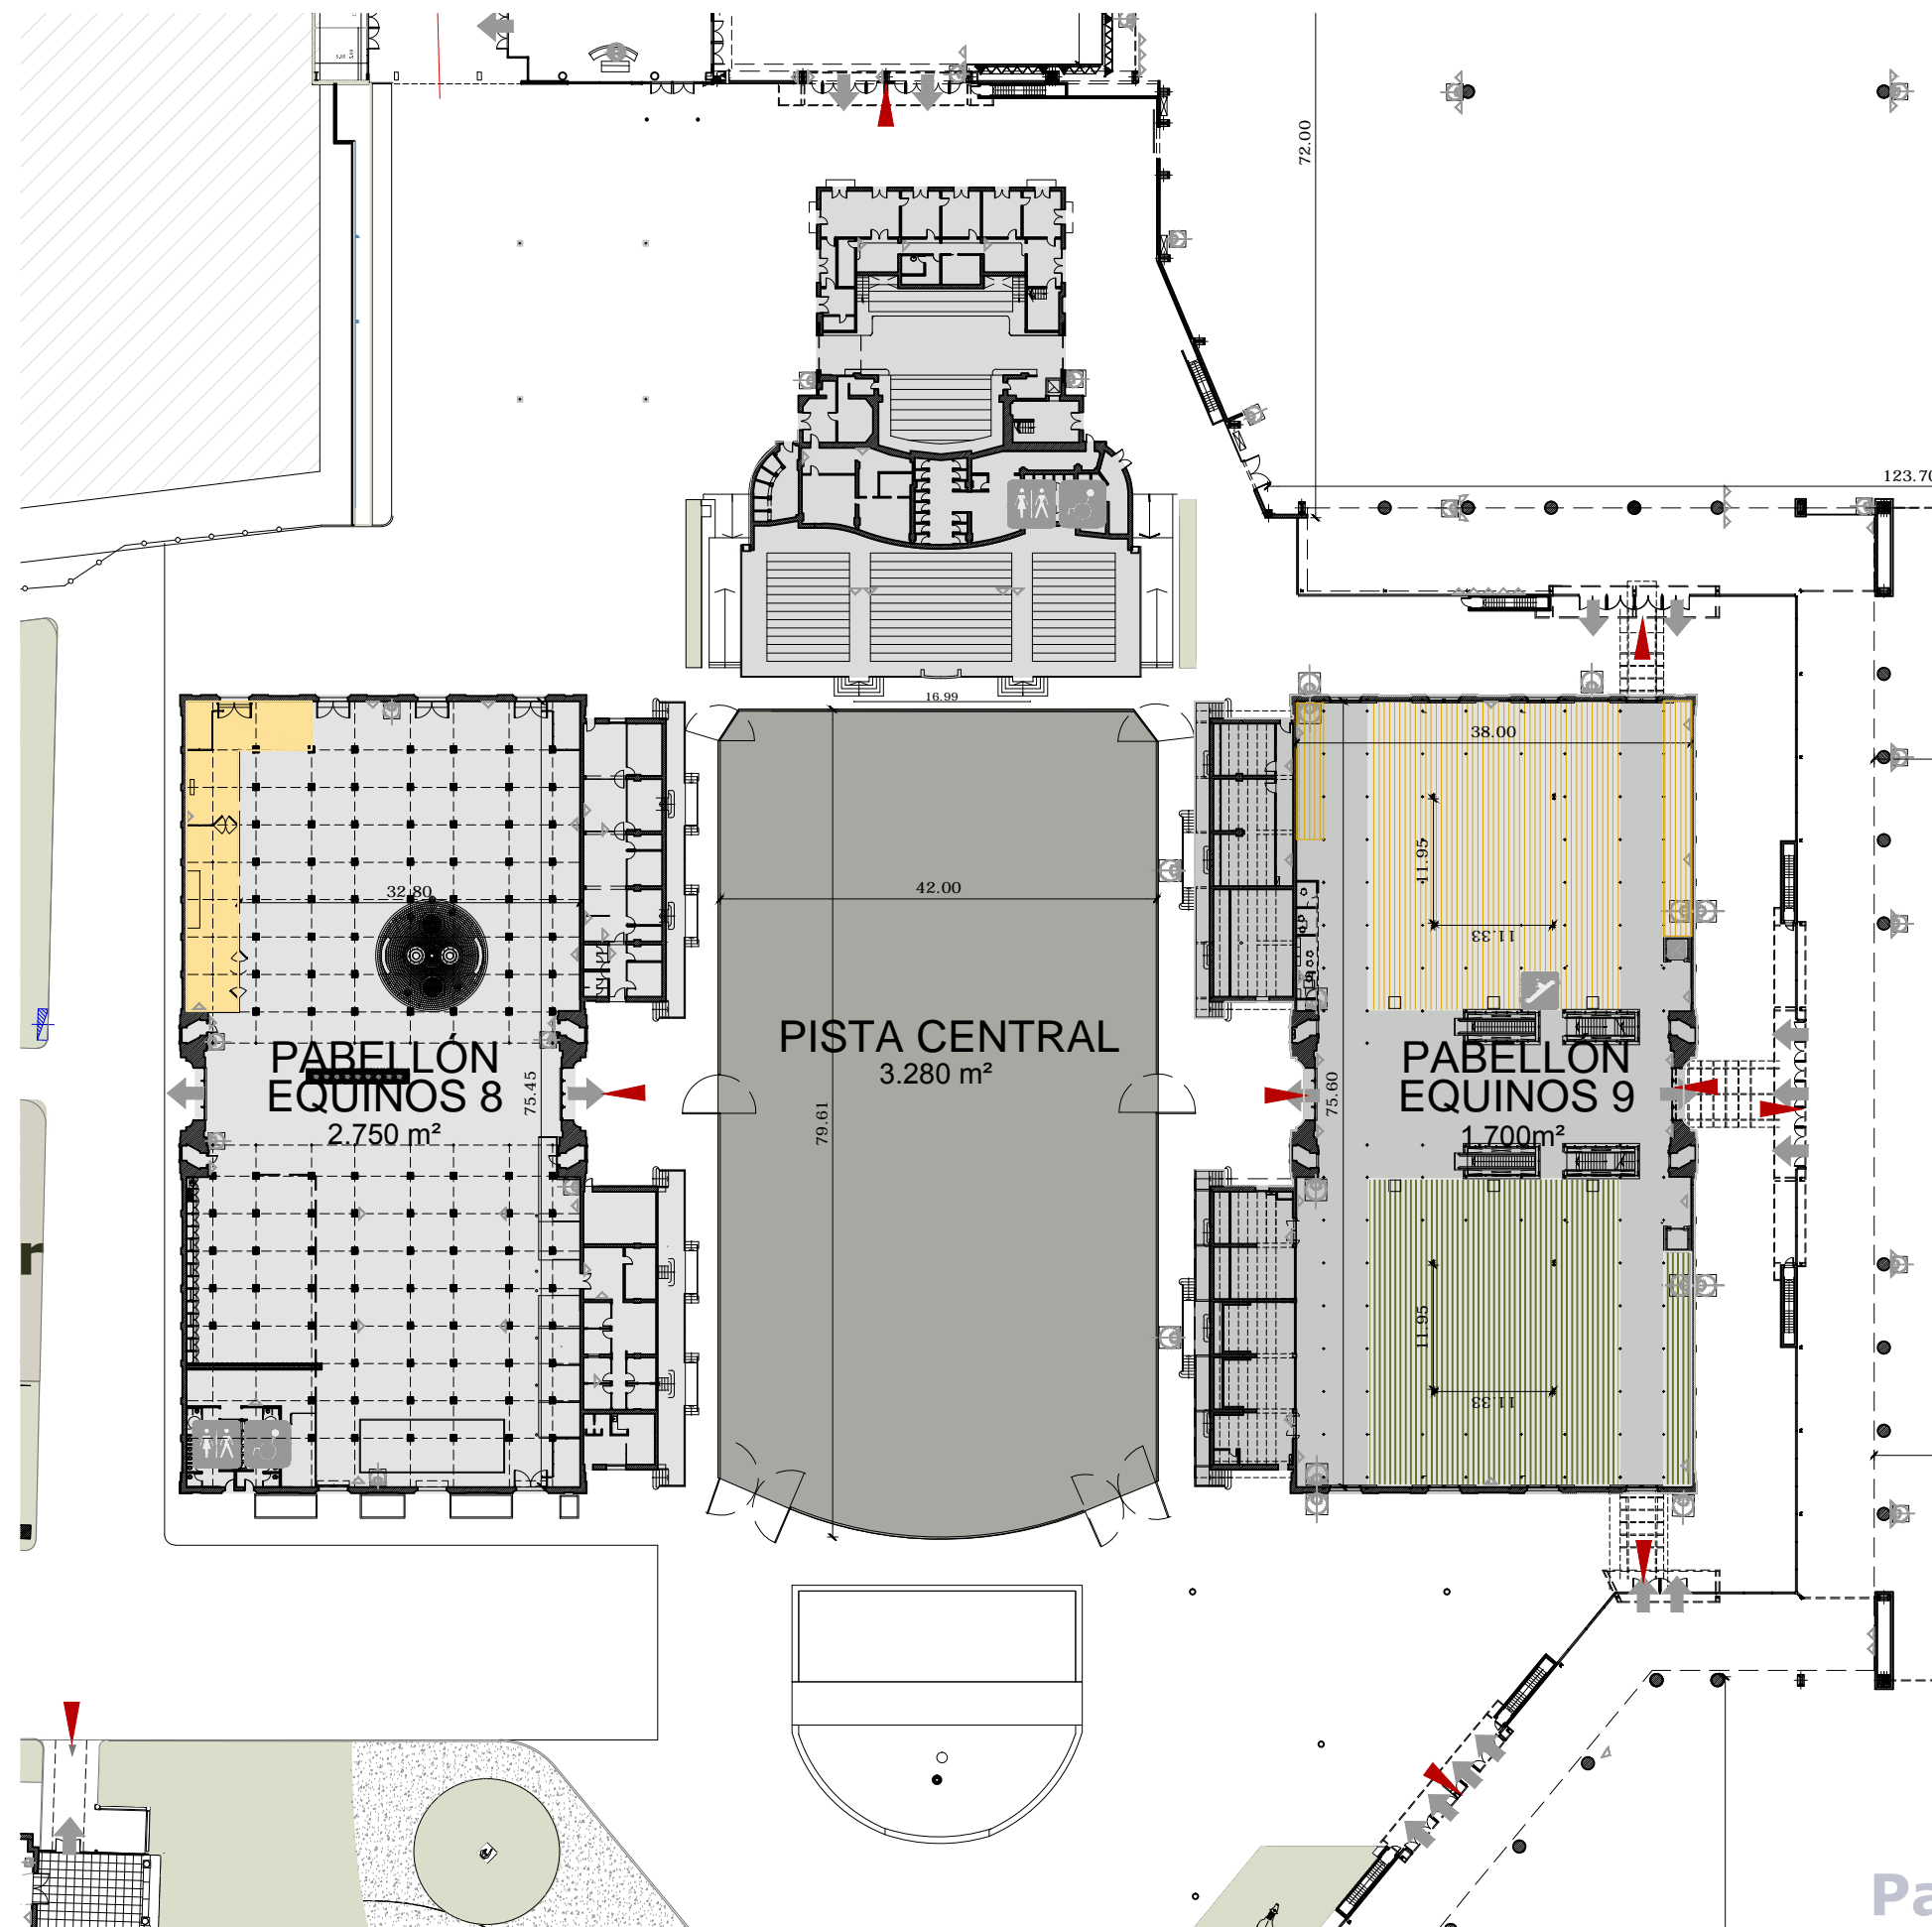 72.00
123.70
16.99
38.00
11.95
32.80
42.00
11.33
PISTA CENTRAL
3.280 m²
PABELLÓN
EQUINOS 8
2.750 m²
75.45
79.61
75.60
PABELLÓN
EQUINOS 9
1.700m²
11.95
11.33
r
Pa